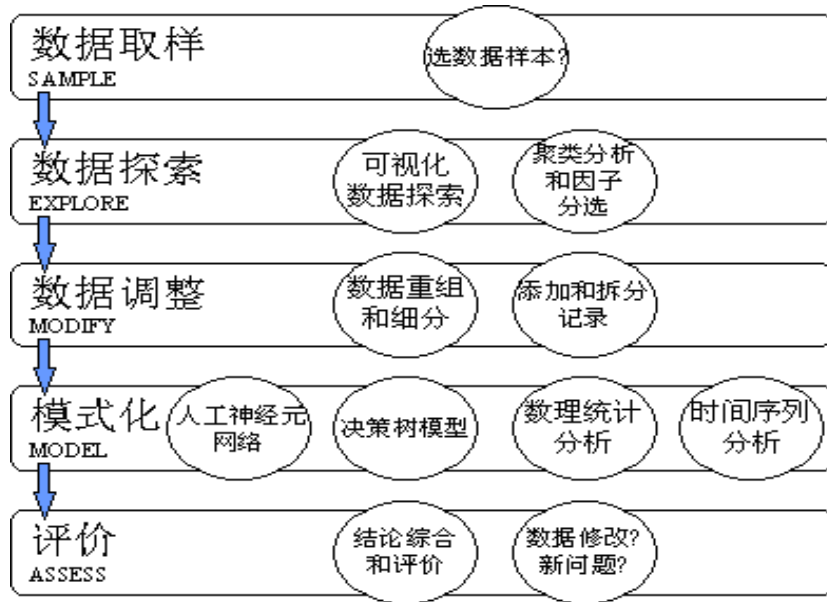 数据取样
SAMPLE
选数据样本?
数据探索
EXPLORE
可视化
数据探索
聚类分析
和因子
分选
数据调整
MODIFY
数据重组
和细分
添加和拆分
记录
模式化
MODEL
人工神经元
网络
决策树模型
数理统计
分析
时间序列
分析
评价
ASSESS
结论综合
和评价
数据修改?
新问题?